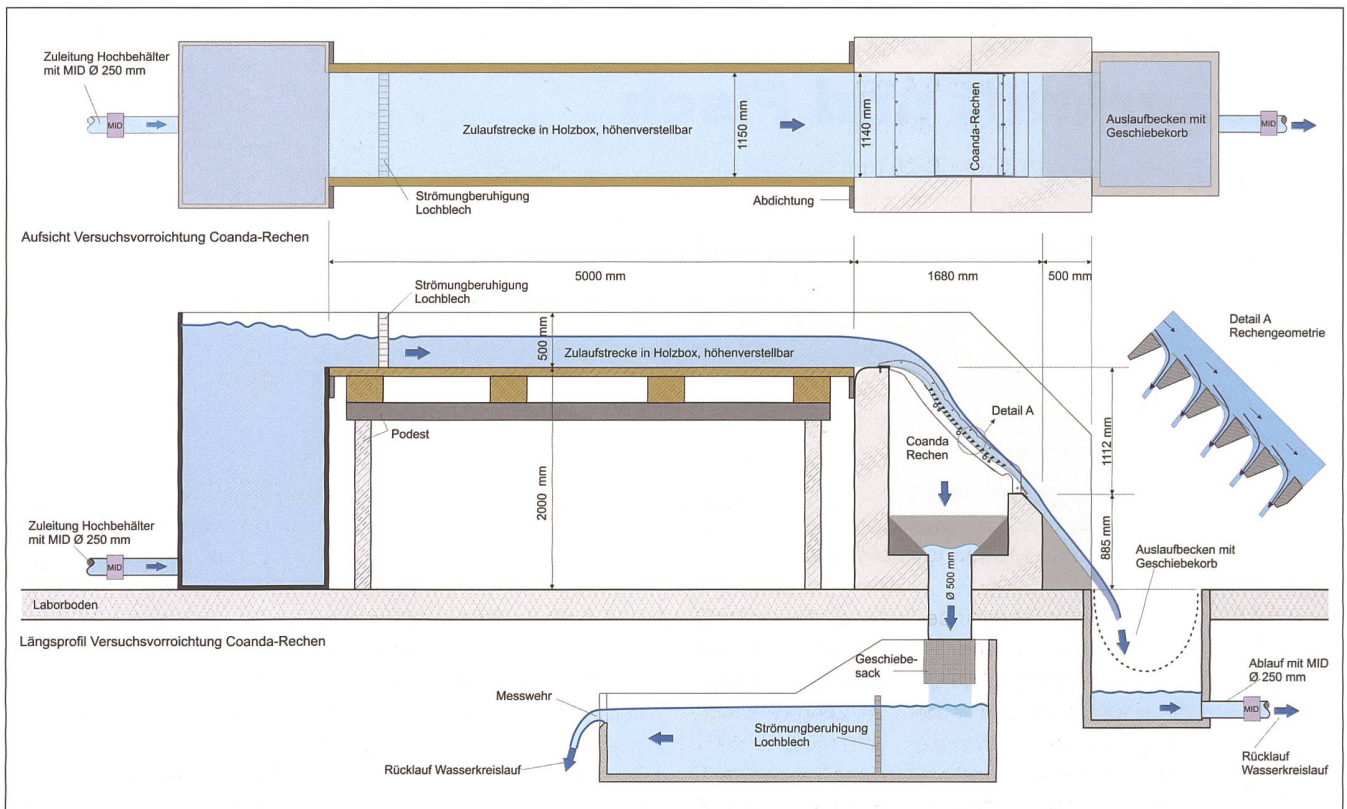 Zuleitung Hochbehälter
mit MID Ø 250 mm
MID
Zulaufstrecke in Holzbox, höhenverstellbar
1150 mm
1140 mm
Coanda-Rechen
Auslaufbecken mit
Geschiebekorb
MID
Strömungberuhigung
Lochblech
Abdichtung
Aufsicht Versuchsvorroichtung Coanda-Rechen
5000 mm
1680 mm
500 mm
Strömungberuhigung
Lochblech
500 mm
Zulaufstrecke in Holzbox, höhenverstellbar
Detail A
Rechengeometrie
Podest
2000 mm
Coanda
Rechen
Detail A
1112 mm
885 mm
Zuleitung Hochbehälter
mit MID Ø 250 mm
MID
Ø 500 mm
Auslaufbecken mit
Geschiebekorb
Laborboden
Längsprofil Versuchsvorroichtung Coanda-Rechen
Geschiebe-
sack
Messwehr
Strömungberuhigung
Lochblech
Rücklauf Wasserkreislauf
Ablauf mit MID
Ø 250 mm
MID
Rücklauf
Wasserkreislauf